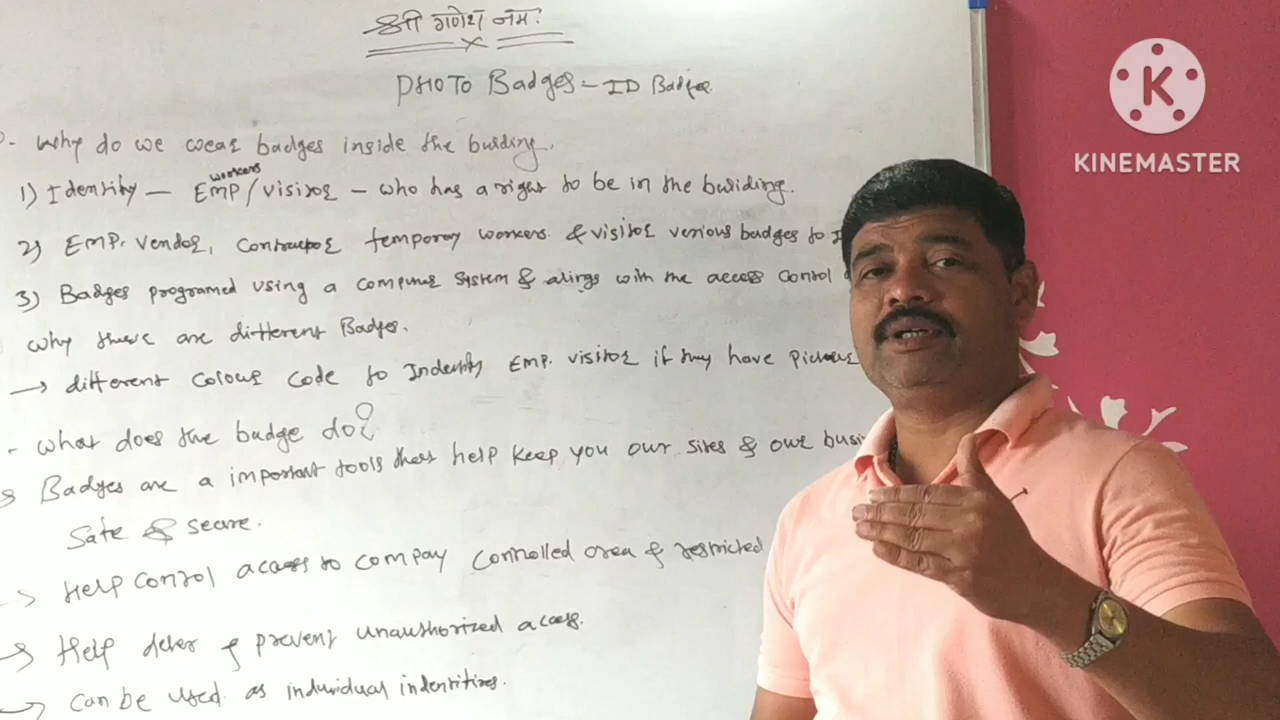 श्री गणेश नमः
PHOTO Badges = ID Badge
- Why do we wear badges inside the building.
workers
1) Identity — EMP/visitor – who has a right to be in the building.
2) EMP. Vendor, Contractor temporay workers & visitor verious badges to
3) Badges programed using a computer system & alings with the access control
why there are different Badges.
→ different Colour code to Indentify EMP. visitor if they have picture
- what does the badge do?
→ Badges are a important tools that help keep you our sites & our busi
Safe & secure.
→ Help control access to compay Controlled area & restricted
→ Help deter & prevent unauthorized access.
→ Can be used as individual indentities.
K
KINEMASTER